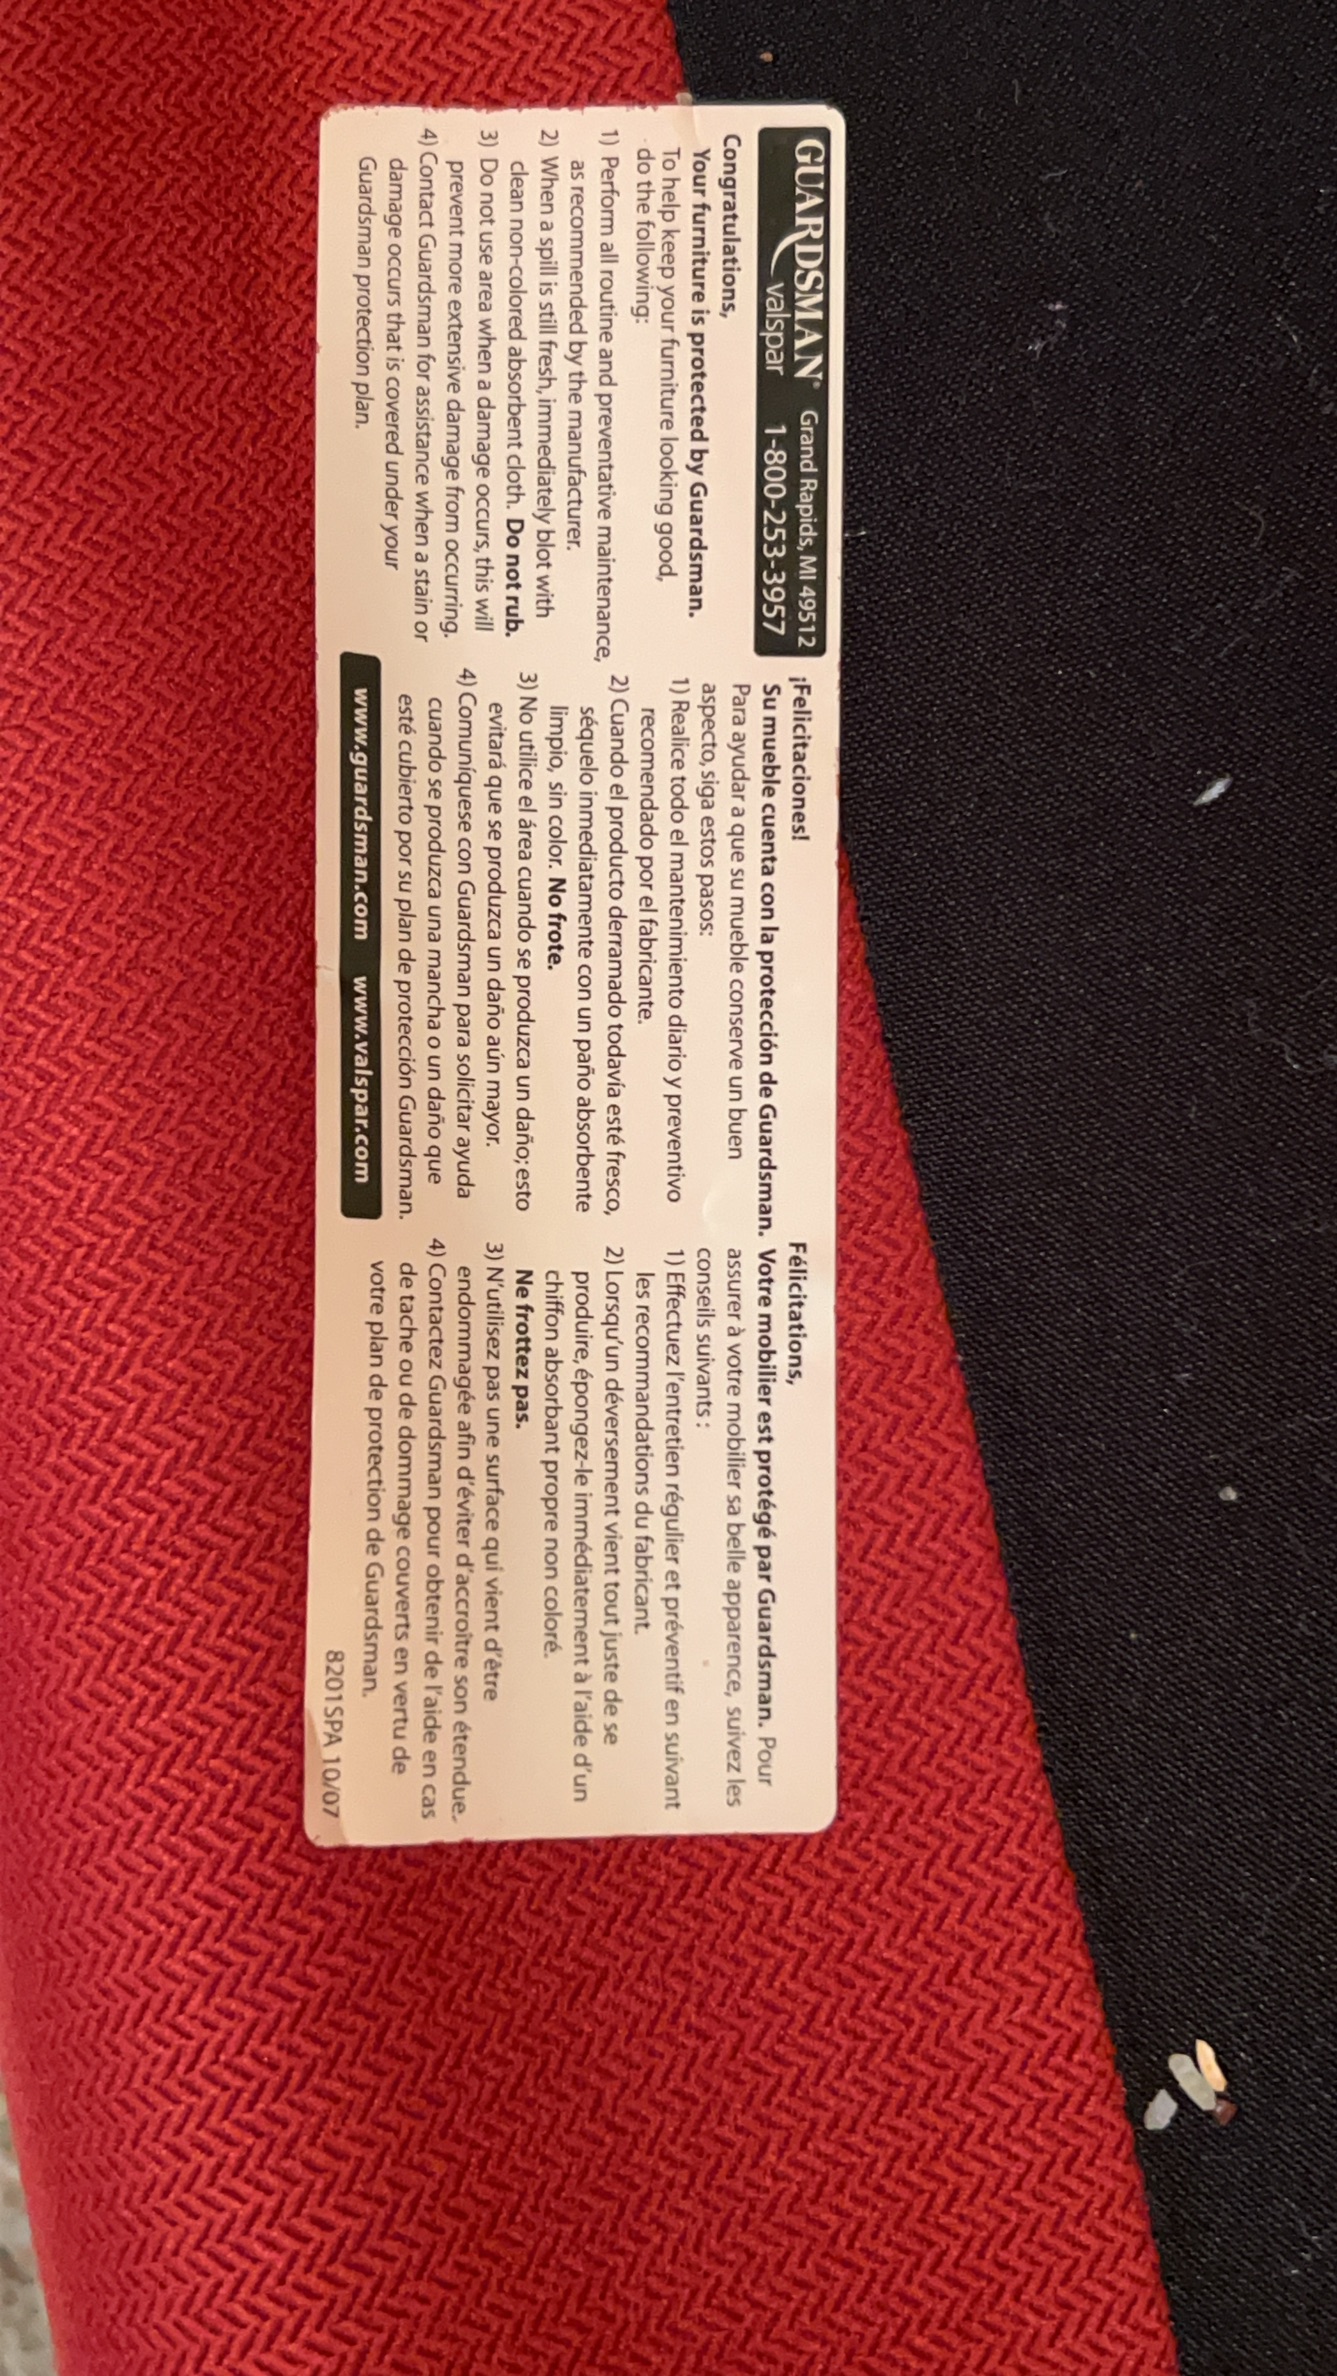 GUARDSMAN® Grand Rapids, MI 49512
valspar 1-800-253-3957
Congratulations,
Your furniture is protected by Guardsman.
To help keep your furniture looking good,
do the following:
1) Perform all routine and preventative maintenance,
as recommended by the manufacturer.
2) When a spill is still fresh, immediately blot with
clean non-colored absorbent cloth. Do not rub.
3) Do not use area when a damage occurs, this will
prevent more extensive damage from occurring.
4) Contact Guardsman for assistance when a stain or
damage occurs that is covered under your
Guardsman protection plan.
¡Felicitaciones!
Su mueble cuenta con la protección de Guardsman.
Para ayudar a que su mueble conserve un buen
aspecto, siga estos pasos:
1) Realice todo el mantenimiento diario y preventivo
recomendado por el fabricante.
2) Cuando el producto derramado todavía esté fresco,
séquelo inmediatamente con un paño absorbente
limpio, sin color. No frote.
3) No utilice el área cuando se produzca un daño; esto
evitará que se produzca un daño aún mayor.
4) Comuníquese con Guardsman para solicitar ayuda
cuando se produzca una mancha o un daño que
esté cubierto por su plan de protección Guardsman.
www.guardsman.com www.valspar.com
Félicitations,
Votre mobilier est protégé par Guardsman. Pour
assurer à votre mobilier sa belle apparence, suivez les
conseils suivants :
1) Effectuez l'entretien régulier et préventif en suivant
les recommandations du fabricant.
2) Lorsqu'un déversement vient tout juste de se
produire, épongez-le immédiatement à l'aide d'un
chiffon absorbant propre non coloré.
Ne frottez pas.
3) N'utilisez pas une surface qui vient d'être
endommagée afin d'éviter d'accroître son étendue.
4) Contactez Guardsman pour obtenir de l'aide en cas
de tache ou de dommage couverts en vertu de
votre plan de protection de Guardsman.
8201SPA 10/07